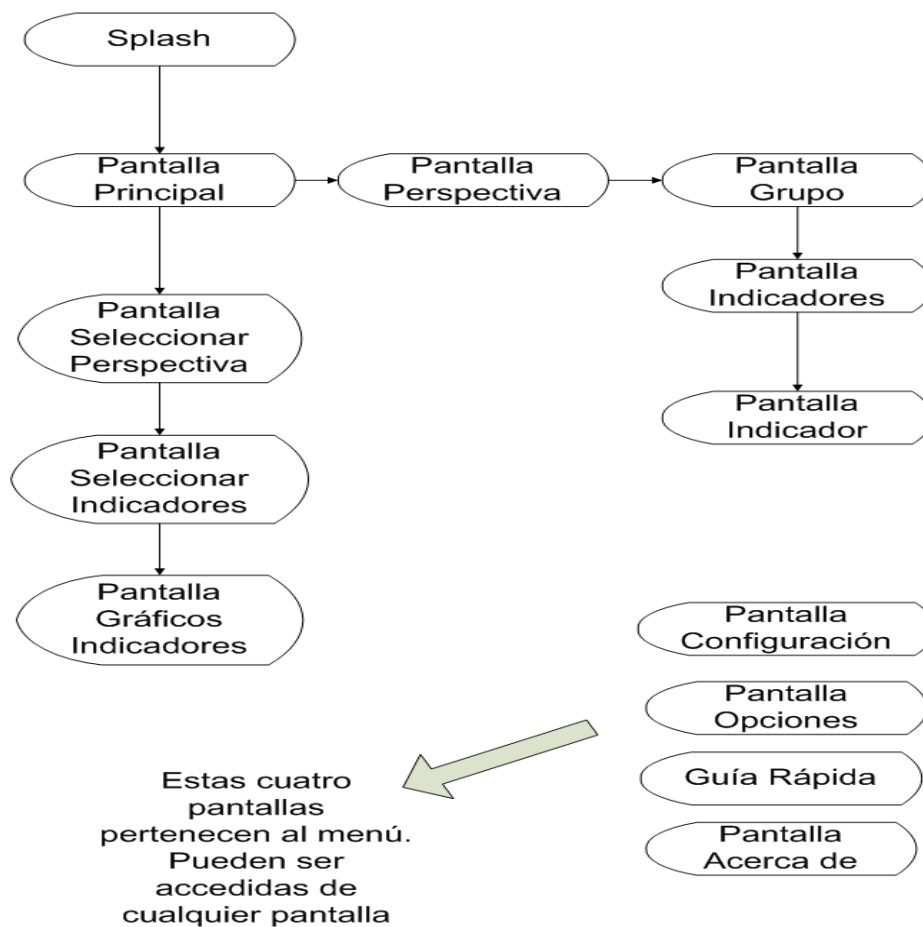 Splash
Pantalla
Principal
Pantalla
Perspectiva
Pantalla
Grupo
Pantalla
Indicadores
Pantalla
Indicador
Pantalla
Seleccionar
Perspectiva
Pantalla
Seleccionar
Indicadores
Pantalla
Gráficos
Indicadores
Pantalla
Configuración
Pantalla
Opciones
Guía Rápida
Pantalla
Acerca de
Estas cuatro
pantallas
pertenecen al menú.
Pueden ser
accedidas de
cualquier pantalla